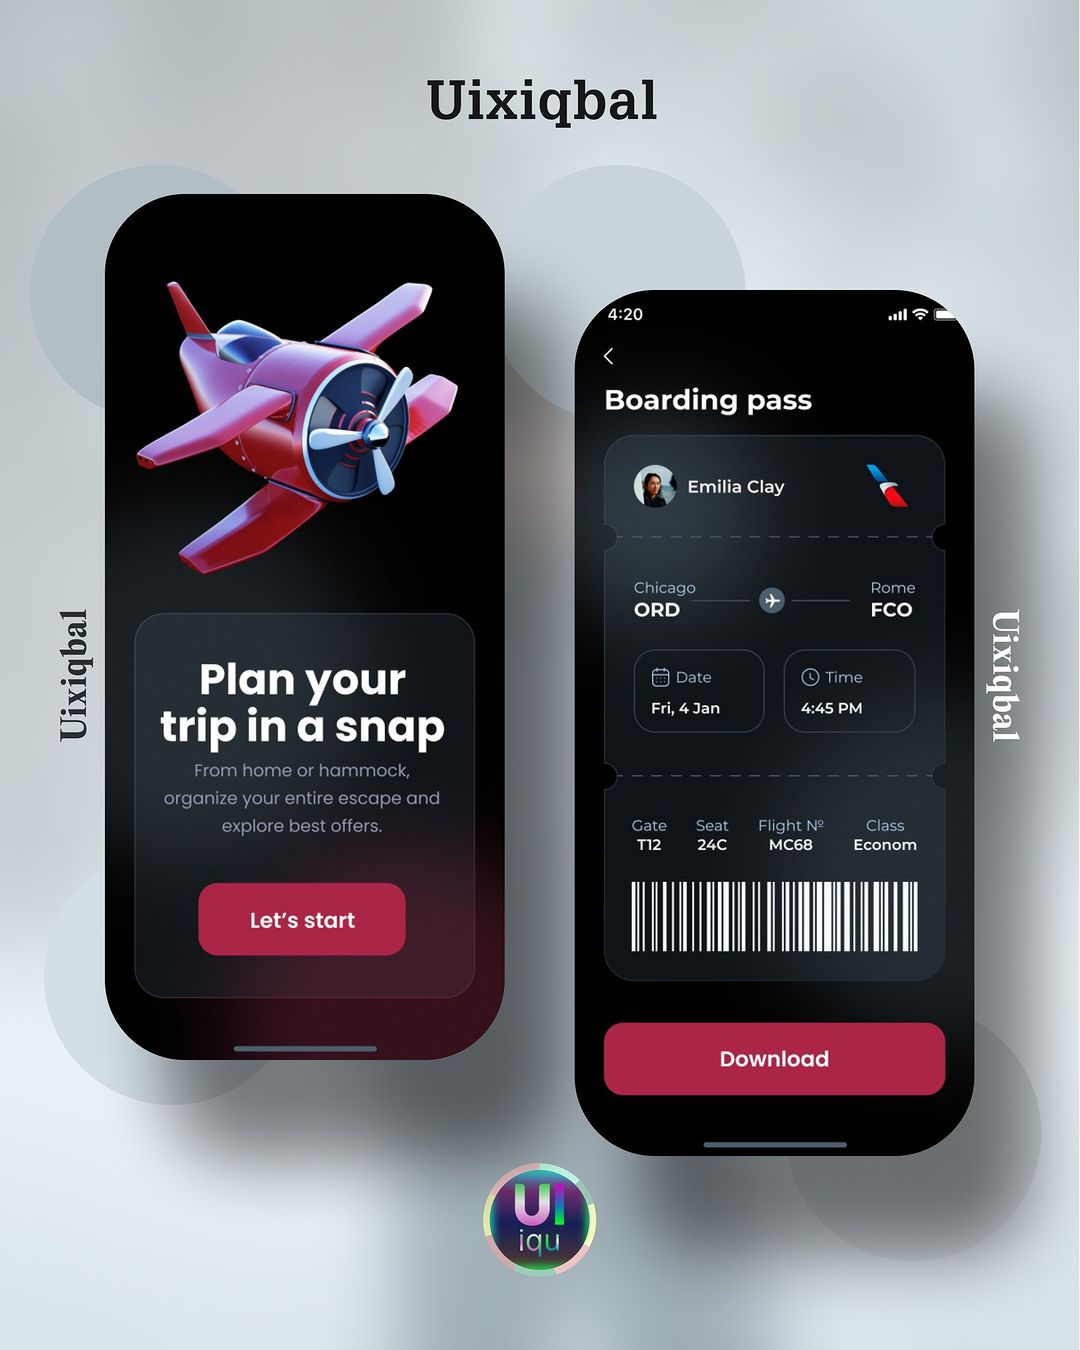 Uixiqbal
Plan your
trip in a snap
From home or hammock,
organize your entire escape and
explore best offers.
Let's start
Uixiqbal
4:20
Boarding pass
Emilia Clay
Chicago Rome
ORD FCO
Date Time
Fri, 4 Jan 4:45 PM
Gate Seat Flight Nº Class
T12 24C MC68 Econom
Download
Uixiqbal
UI
iqu